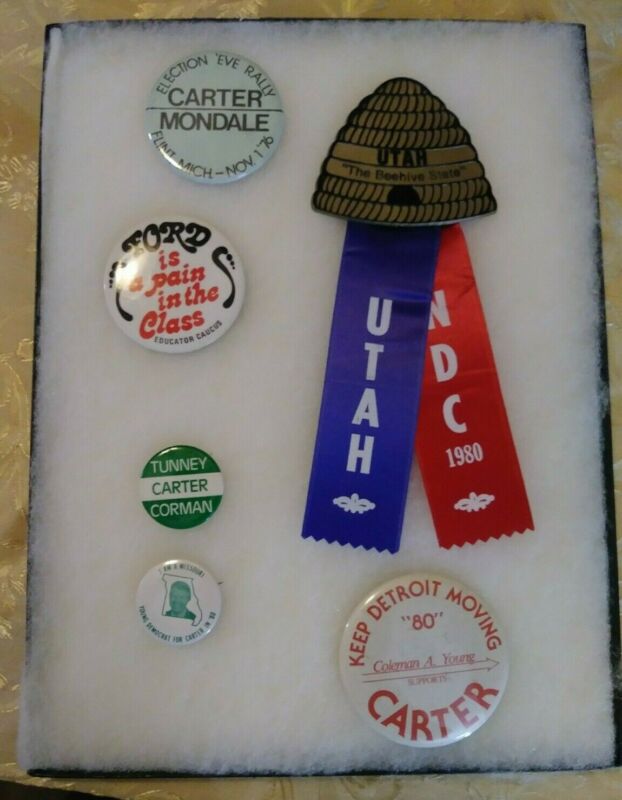 ELECTION 'EVE RALLY
CARTER
MONDALE
FLINT, MICH. - NOV 1 '76
UTAH
"The Beehive State"
UTAH
NDC
1980
FORD
is
a pain
in the
Class
EDUCATOR CAUCUS
TUNNEY
CARTER
CORMAN
I AM A MISSOURI
YOUNG DEMOCRAT FOR CARTER IN '80
KEEP DETROIT MOVING
"80"
Coleman A. Young
SUPPORTS
CARTER